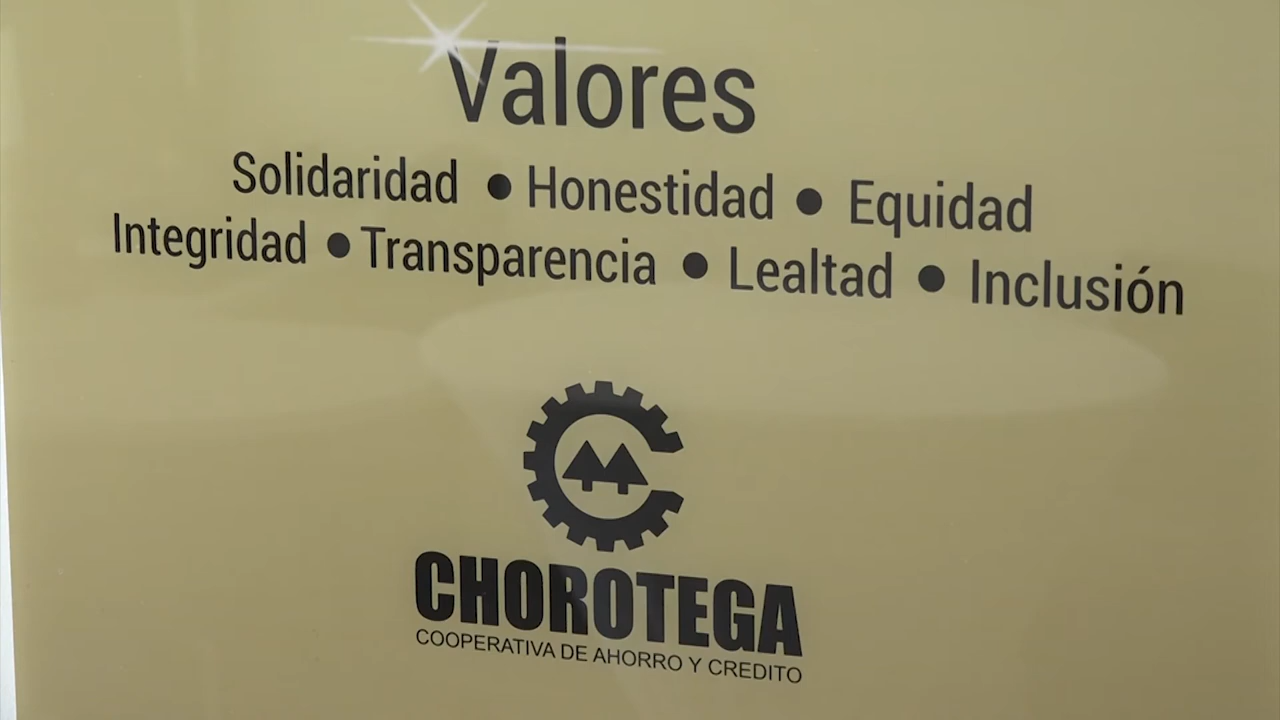 Valores
Solidaridad • Honestidad • Equidad
Integridad • Transparencia • Lealtad • Inclusión
CHOROTEGA
COOPERATIVA DE AHORRO Y CREDITO